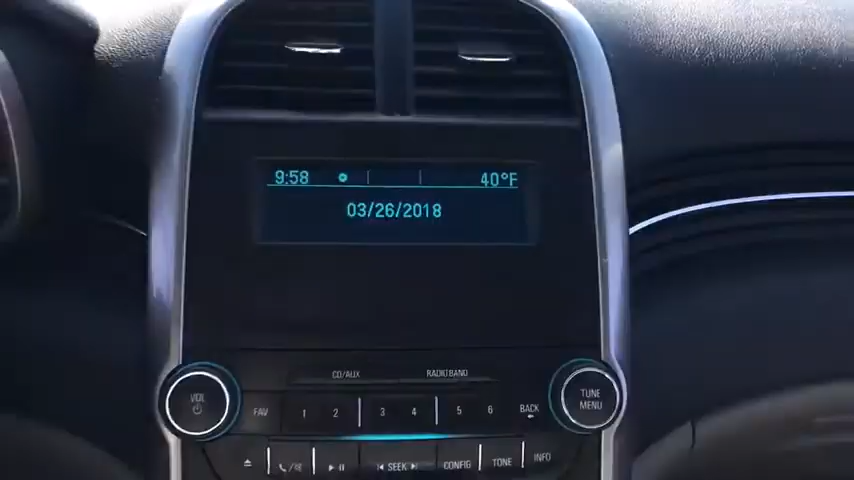 9:58 40°F
03/26/2018
CD/AUX RADIO BAND
VOL
TUNE
MENU
FAV 1 2 3 4 5 6 BACK
SEEK CONFIG TONE INFO